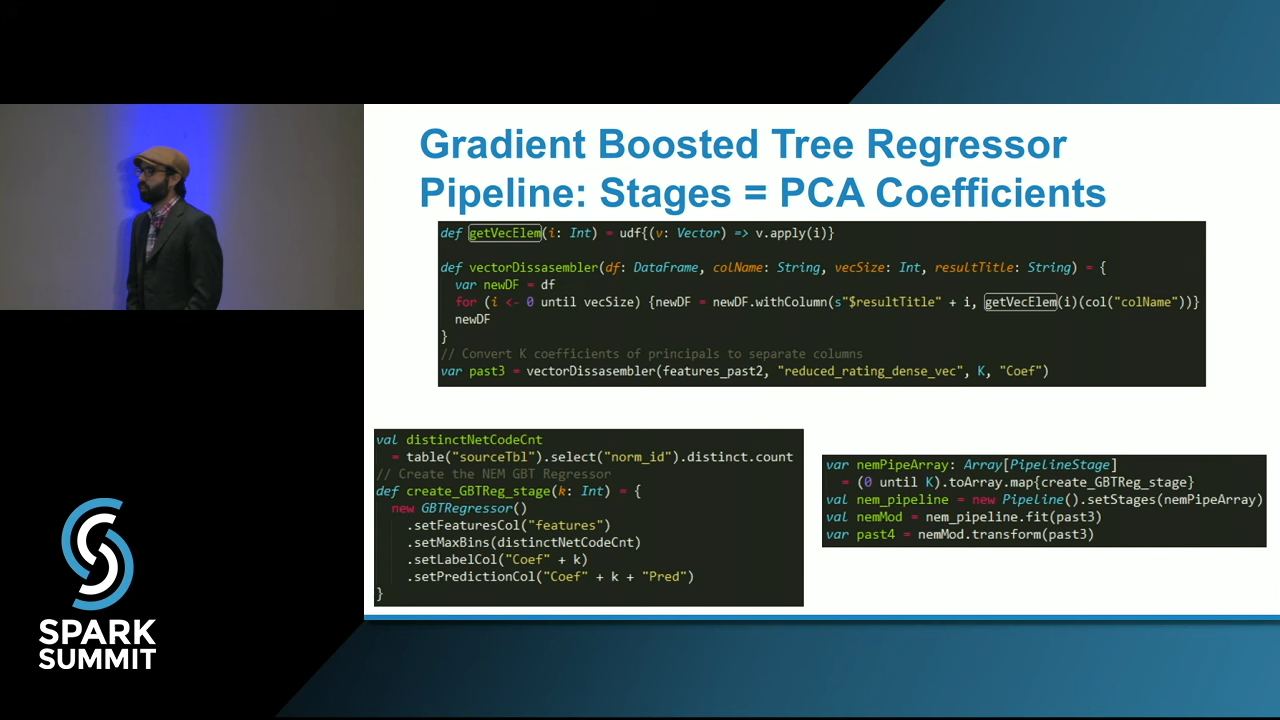 Gradient Boosted Tree Regressor
Pipeline: Stages = PCA Coefficients
def getVecElem(i: Int) = udf{(v: Vector) => v.apply(i)}
def vectorDissasembler(df: DataFrame, colName: String, vecSize: Int, resultTitle: String) = {
var newDF = df
for (i <- 0 until vecSize) {newDF = newDF.withColumn(s"$resultTitle" + i, getVecElem(i)(col("colName"))}
newDF
}
// Convert K coefficients of principals to separate columns
var past3 = vectorDissasembler(features_past2, "reduced_rating_dense_vec", K, "Coef")
val distinctNetCodeCnt
= table("sourceTbl").select("norm_id").distinct.count
// Create the NEM GBT Regressor
def create_GBTReg_stage(k: Int) = {
new GBTRegressor()
.setFeaturesCol("features")
.setMaxBins(distinctNetCodeCnt)
.setLabelCol("Coef" + k)
.setPredictionCol("Coef" + k + "Pred")
}
var nemPipeArray: Array[PipelineStage]
= (0 until K).toArray.map{create_GBTReg_stage}
val nem_pipeline = new Pipeline().setStages(nemPipeArray)
val nemMod = nem_pipeline.fit(past3)
var past4 = nemMod.transform(past3)
SPARK
SUMMIT